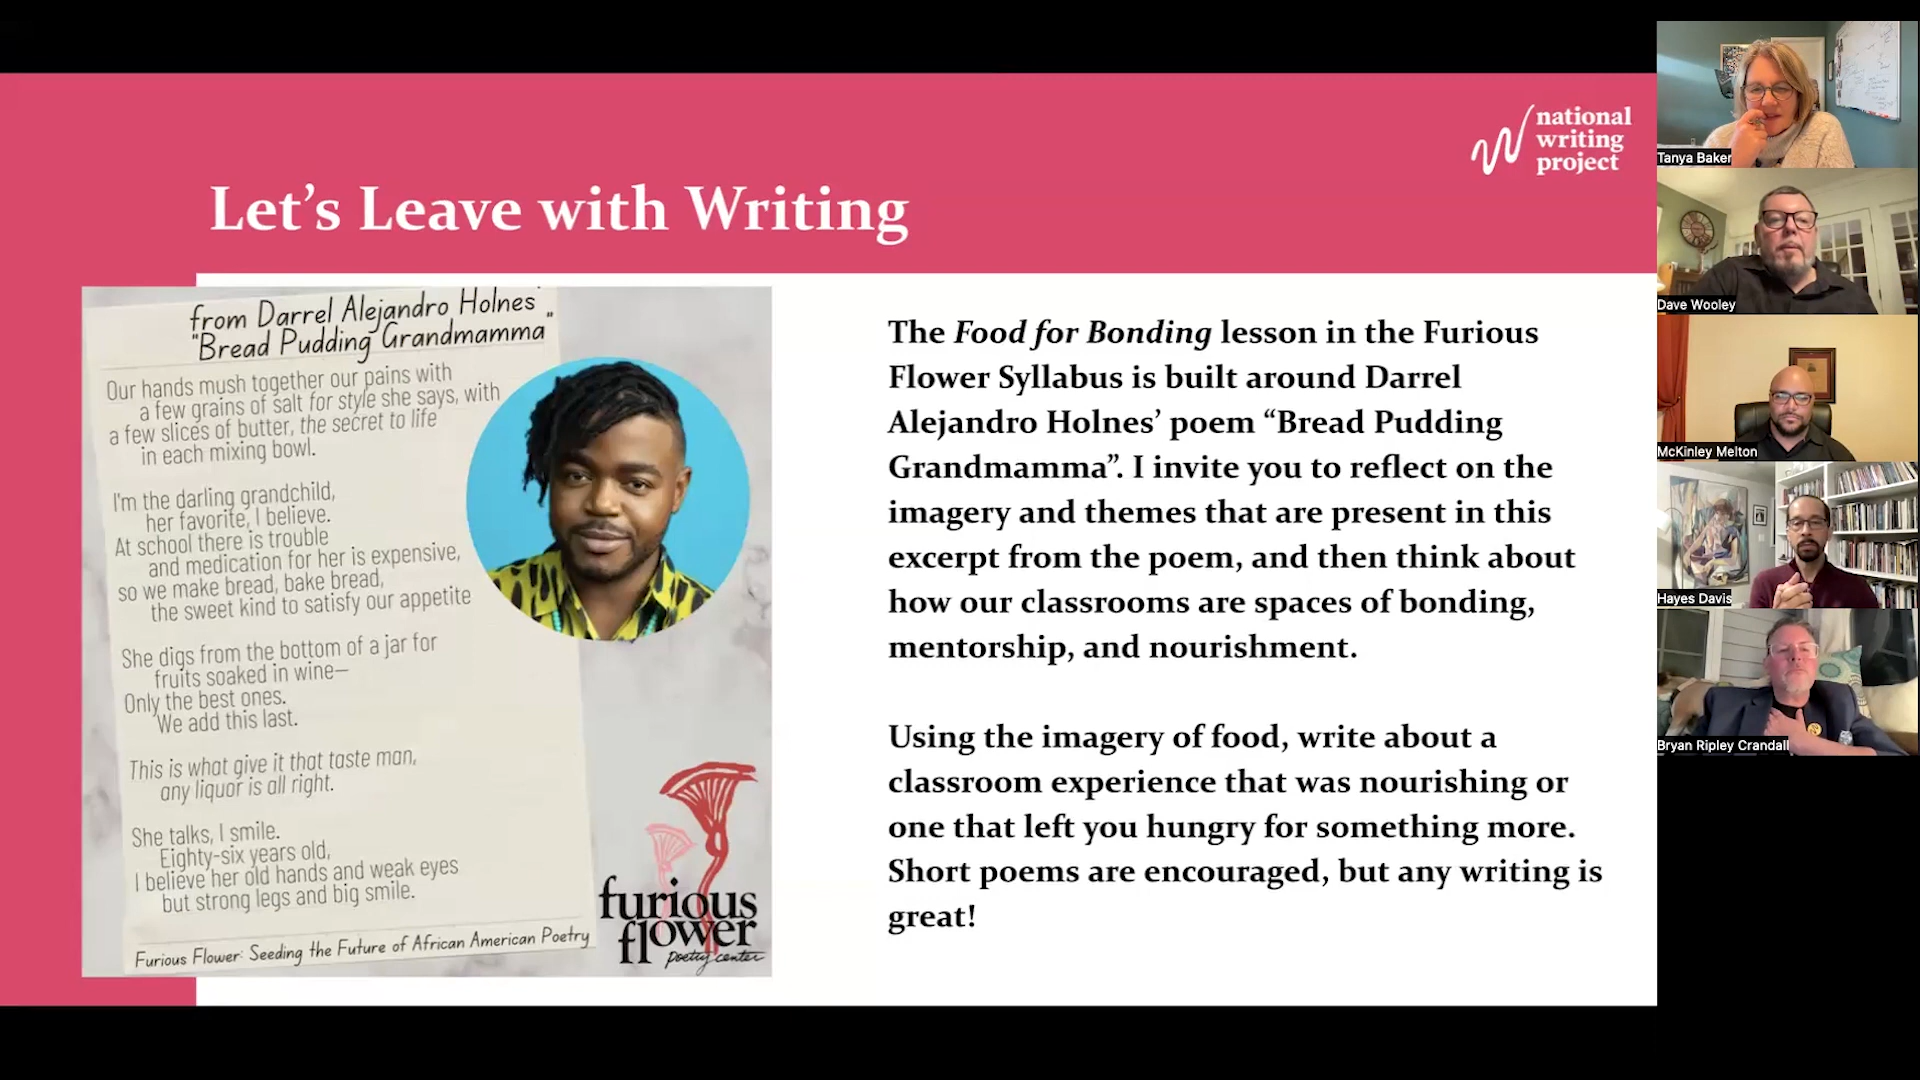 national
writing
project
Let's Leave with Writing
from Darrel Alejandro Holnes'
"Bread Pudding Grandmamma"
Our hands mush together our pains with
a few grains of salt for style she says, with
a few slices of butter, the secret to life
in each mixing bowl.
I'm the darling grandchild,
her favorite, I believe.
At school there is trouble
and medication for her is expensive,
so we make bread, bake bread,
the sweet kind to satisfy our appetite
She digs from the bottom of a jar for
fruits soaked in wine—
Only the best ones.
We add this last.
This is what give it that taste man,
any liquor is all right.
She talks, I smile.
Eighty-six years old,
I believe her old hands and weak eyes
but strong legs and big smile.
Furious Flower: Seeding the Future of African American Poetry
furious
flower
poetry center
The Food for Bonding lesson in the Furious
Flower Syllabus is built around Darrel
Alejandro Holnes' poem “Bread Pudding
Grandmamma”. I invite you to reflect on the
imagery and themes that are present in this
excerpt from the poem, and then think about
how our classrooms are spaces of bonding,
mentorship, and nourishment.
Using the imagery of food, write about a
classroom experience that was nourishing or
one that left you hungry for something more.
Short poems are encouraged, but any writing is
great!
Tanya Baker
Dave Wooley
McKinley Melton
Hayes Davis
Bryan Ripley Crandall